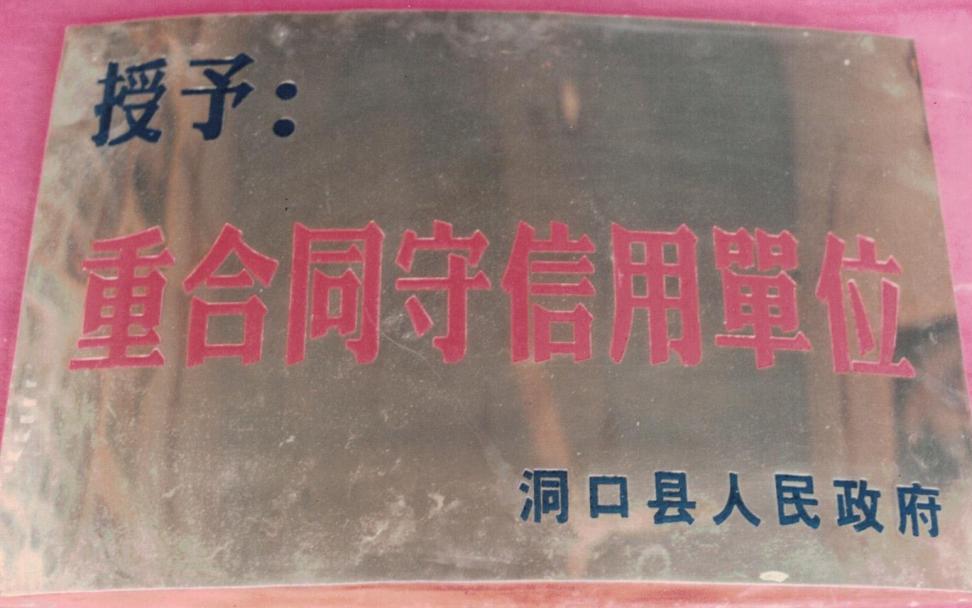 授予：
重合同守信用單位
洞口县人民政府